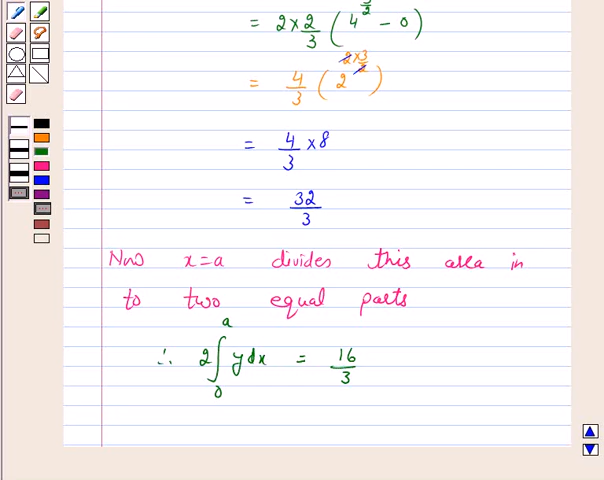 = 2 × 2/3 ( 4^(3/2) − 0 )
= 4/3 ( 2^(2×3/2) )
= 4/3 × 8
= 32/3
Now x=a divides this area in
to two equal parts
∴ 2∫₀ᵃ ydx = 16/3